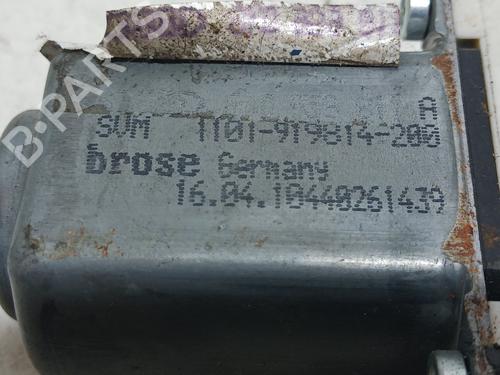 A
SVM 1101-919814-200
brose Germany
16.04.10440261439
B-PARTS